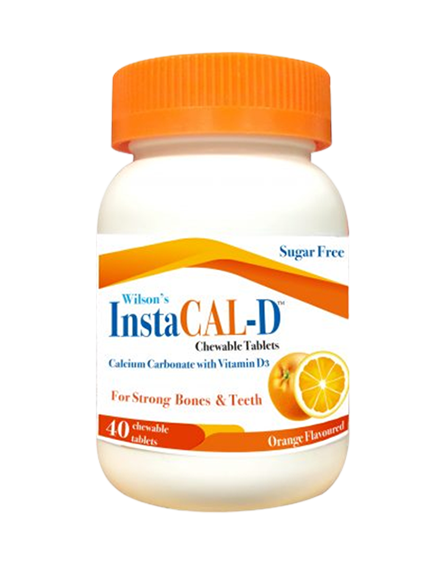 Sugar Free
Wilson's
InstaCAL-D™
Chewable Tablets
Calcium Carbonate with Vitamin D3
For Strong Bones & Teeth
40 chewable
tablets
Orange Flavoured